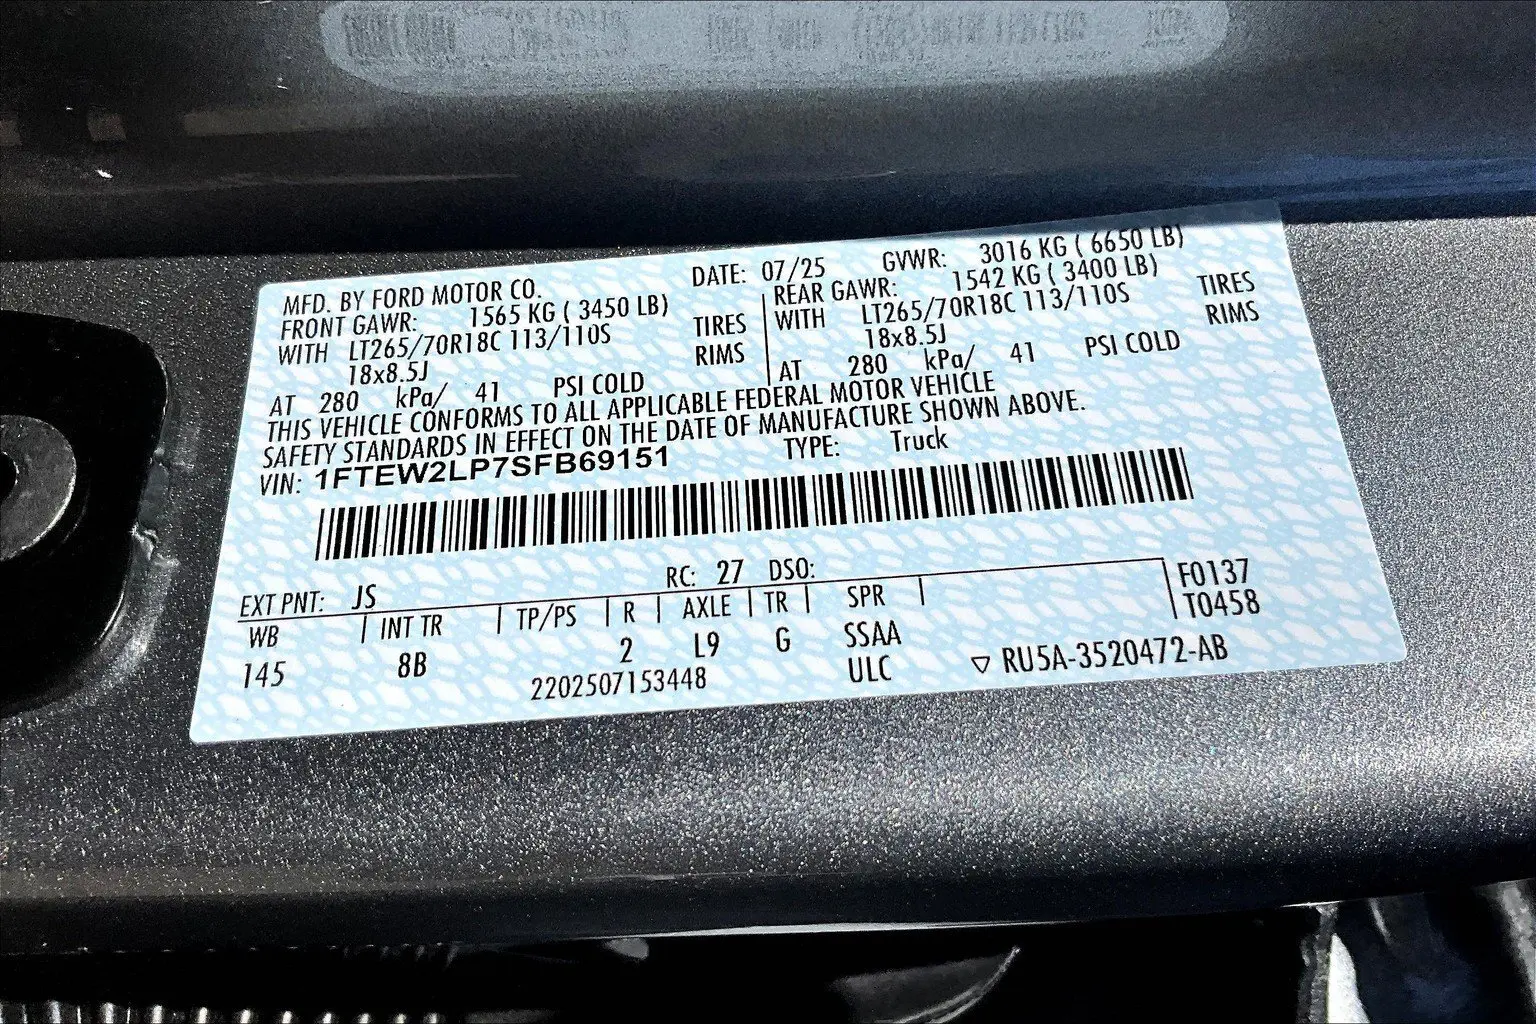 MFD. BY FORD MOTOR CO. DATE: 07/25 GVWR: 3016 KG ( 6650 LB)
FRONT GAWR: 1565 KG ( 3450 LB) REAR GAWR: 1542 KG ( 3400 LB)
WITH LT265/70R18C 113/110S TIRES WITH LT265/70R18C 113/110S TIRES
18x8.5J RIMS 18x8.5J RIMS
AT 280 kPa/ 41 PSI COLD AT 280 kPa/ 41 PSI COLD
THIS VEHICLE CONFORMS TO ALL APPLICABLE FEDERAL MOTOR VEHICLE
SAFETY STANDARDS IN EFFECT ON THE DATE OF MANUFACTURE SHOWN ABOVE.
VIN: 1FTEW2LP7SFB69151 TYPE: Truck
EXT PNT: JS RC: 27 DSO: F0137
WB INT TR TP/PS R AXLE TR SPR T0458
145 8B 2 L9 G SSAA
2202507153448 ULC ▽ RU5A-3520472-AB